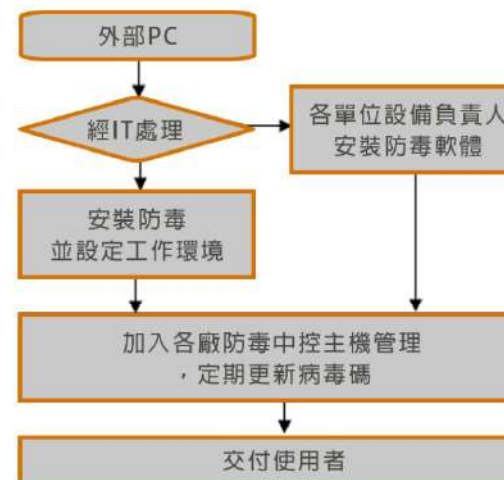 外部PC
經IT處理
各單位設備負責人
安裝防毒軟體
安裝防毒
並設定工作環境
加入各廠防毒中控主機管理
，定期更新病毒碼
交付使用者